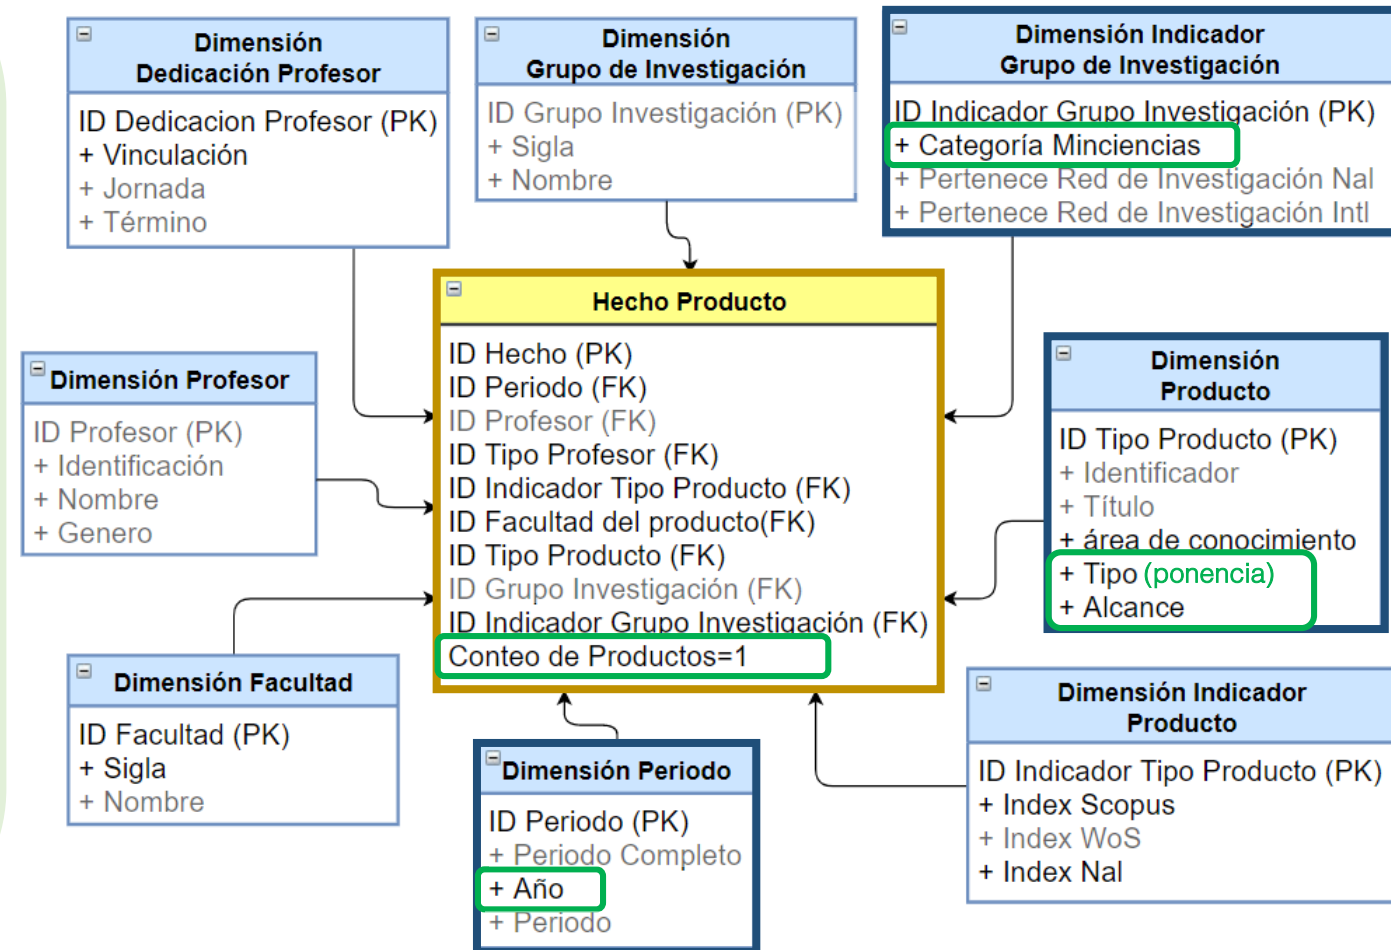 Dimensión
Dedicación Profesor
ID Dedicacion Profesor (PK)
+ Vinculación
+ Jornada
+ Término
Dimensión
Grupo de Investigación
ID Grupo Investigación (PK)
+ Sigla
+ Nombre
Dimensión Indicador
Grupo de Investigación
ID Indicador Grupo Investigación (PK)
+ Categoría Minciencias
+ Pertenece Red de Investigación Nal
+ Pertenece Red de Investigación Intl
Dimensión Profesor
ID Profesor (PK)
+ Identificación
+ Nombre
+ Genero
Hecho Producto
ID Hecho (PK)
ID Periodo (FK)
ID Profesor (FK)
ID Tipo Profesor (FK)
ID Indicador Tipo Producto (FK)
ID Facultad del producto(FK)
ID Tipo Producto (FK)
ID Grupo Investigación (FK)
ID Indicador Grupo Investigación (FK)
Conteo de Productos=1
Dimensión
Producto
ID Tipo Producto (PK)
+ Identificador
+ Título
+ área de conocimiento
+ Tipo (ponencia)
+ Alcance
Dimensión Facultad
ID Facultad (PK)
+ Sigla
+ Nombre
Dimensión Periodo
ID Periodo (PK)
+ Periodo Completo
+ Año
+ Periodo
Dimensión Indicador
Producto
ID Indicador Tipo Producto (PK)
+ Index Scopus
+ Index WoS
+ Index Nal